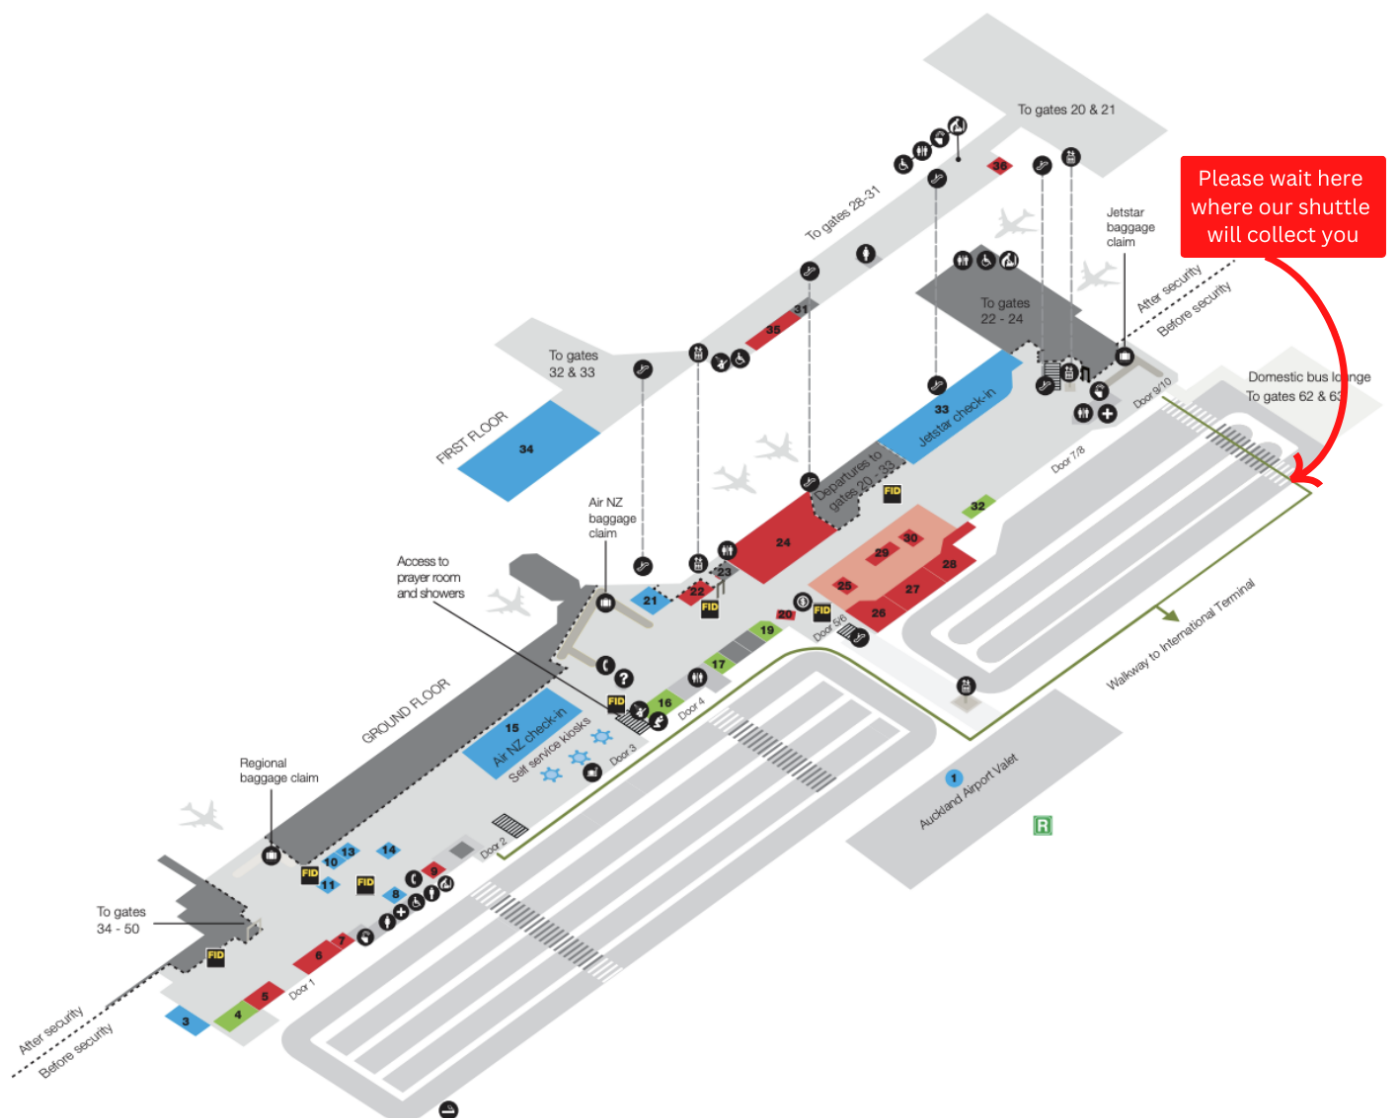 To gates 20 & 21
36
Please wait here
where our shuttle
will collect you
To gates 28-31
Jetstar
baggage
claim
After security
Before security
To gates
22 - 24
31
35
To gates
32 & 33
Domestic bus lounge
To gates 62 & 63
Door 9/10
33
Jetstar check-in
FIRST FLOOR
34
Door 7/8
Departures to
gates 20 - 33
FID
Air NZ
baggage
claim
32
24
30
29
28
Access to
prayer room
and showers
23
22
21
FID
25
27
26
20
FID
Door 5/6
19
17
Walkway to International Terminal
?
GROUND FLOOR
16
FID
Door 4
15
Air NZ check-in
Self service kiosks
Door 3
Regional
baggage claim
1
Auckland Airport Valet
R
Door 2
14
13
10
11
FID
FID
9
8
To gates
34 - 50
7
6
FID
5
Door 1
4
3
After security
Before security